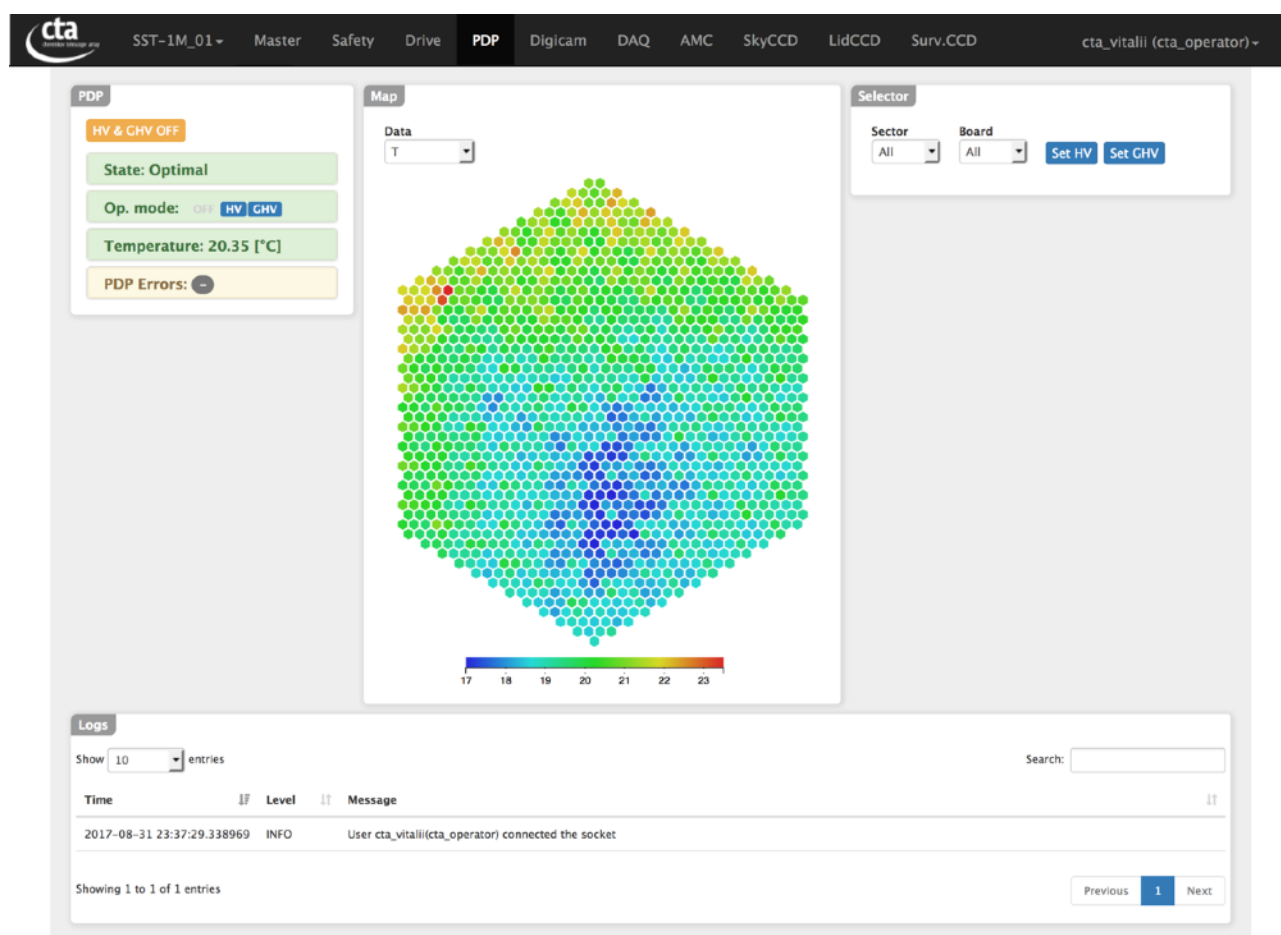 cta
SST-1M_01 Master Safety Drive PDP Digicam DAQ AMC SkyCCD LidCCD Surv.CCD cta_vitalii (cta_operator)
PDP
HV & GHV OFF
State: Optimal
Op. mode: OFF HV GHV
Temperature: 20.35 [°C]
PDP Errors: -
Map
Data
T
17 18 19 20 21 22 23
Selector
Sector Board
All All Set HV Set GHV
Logs
Show 10 entries Search:
Time Level Message
2017-08-31 23:37:29.338969 INFO User cta_vitalii(cta_operator) connected the socket
Showing 1 to 1 of 1 entries Previous 1 Next